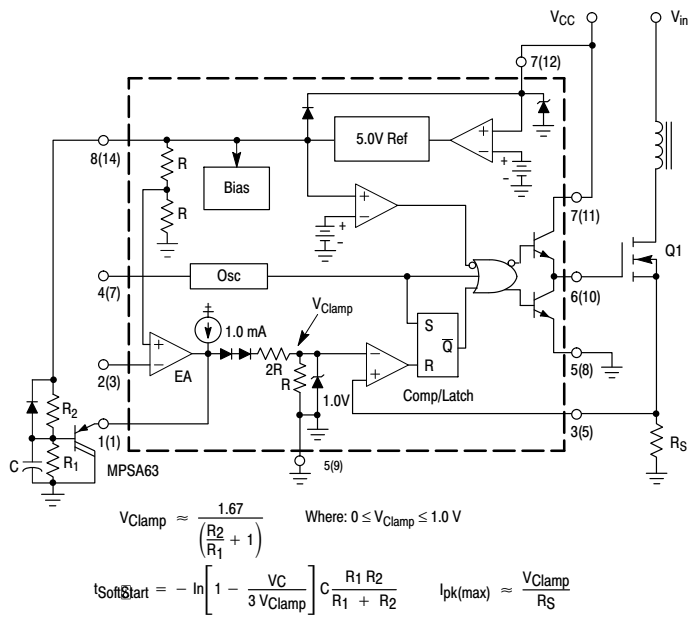 VCC
Vin
7(12)
5.0V Ref
+
−
+
-
8(14)
R
Bias
R
+
−
+
-
7(11)
Q1
4(7)
Osc
6(10)
VClamp
1.0 mA
S
Q
R
+
−
EA
2R
R
1.0V
−
+
Comp/Latch
2(3)
5(8)
3(5)
R2
1(1)
RS
C
R1
MPSA63
5(9)
VClamp ≈ 1.67 / (R2/R1 + 1) Where: 0 ≤ VClamp ≤ 1.0 V
tSoftStart = − ln[1 − VC / 3 VClamp] C R1 R2 / R1 + R2 Ipk(max) ≈ VClamp / RS